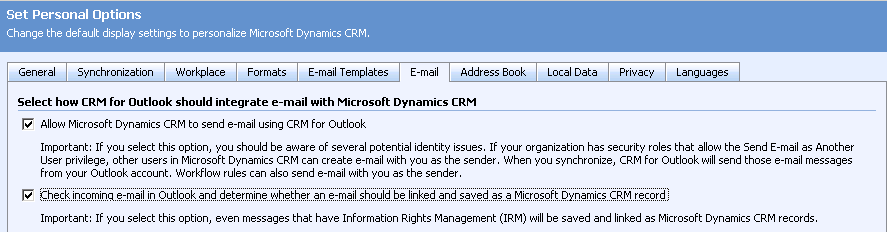 Set Personal Options
Change the default display settings to personalize Microsoft Dynamics CRM.
General Synchronization Workplace Formats E-mail Templates E-mail Address Book Local Data Privacy Languages
Select how CRM for Outlook should integrate e-mail with Microsoft Dynamics CRM
Allow Microsoft Dynamics CRM to send e-mail using CRM for Outlook
Important: If you select this option, you should be aware of several potential identity issues. If your organization has security roles that allow the Send E-mail as Another
User privilege, other users in Microsoft Dynamics CRM can create e-mail with you as the sender. When you synchronize, CRM for Outlook will send those e-mail messages
from your Outlook account. Workflow rules can also send e-mail with you as the sender.
Check incoming e-mail in Outlook and determine whether an e-mail should be linked and saved as a Microsoft Dynamics CRM record
Important: If you select this option, even messages that have Information Rights Management (IRM) will be saved and linked as Microsoft Dynamics CRM records.